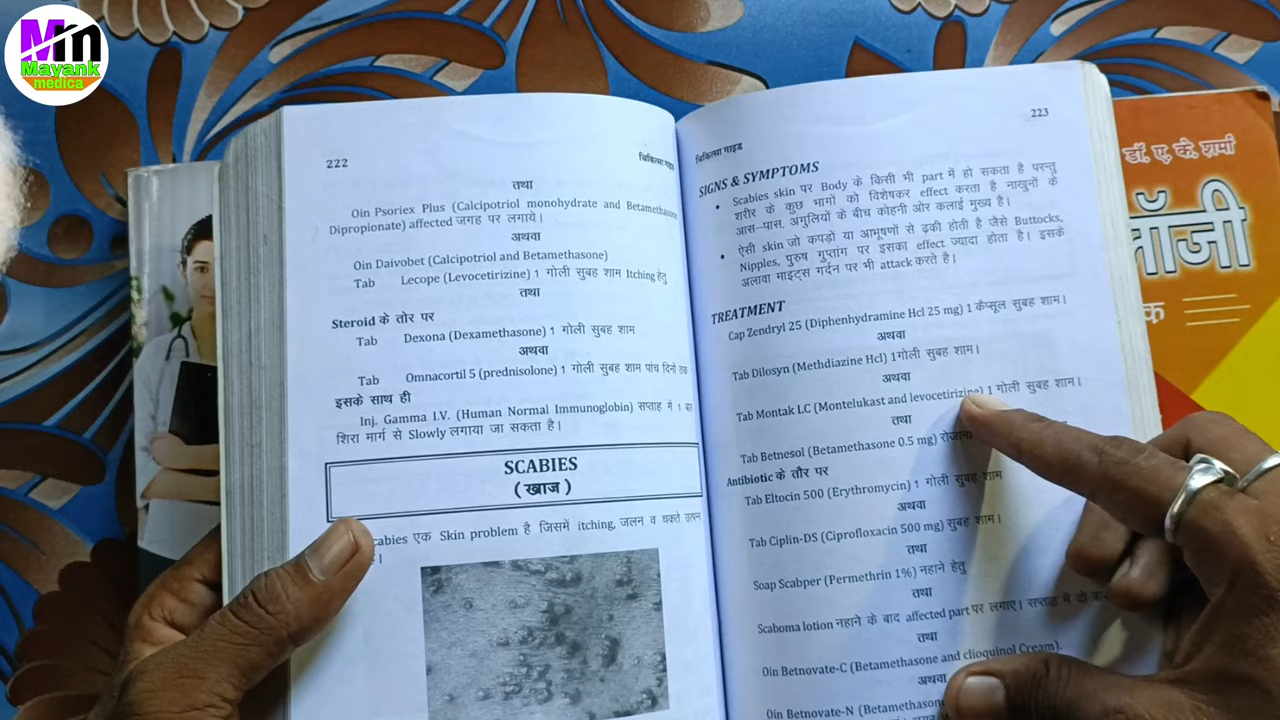 Mm
Mayank
medica
222
चिकित्सा गाइड
तथा
Oin Psoriex Plus (Calcipotriol monohydrate and Betamethasone
Dipropionate) affected जगह पर लगाये।
अथवा
Oin Daivobet (Calcipotriol and Betamethasone)
Tab Lecope (Levocetirizine) 1 गोली सुबह शाम Itching हेतु
तथा
Steroid के तौर पर
Tab Dexona (Dexamethasone) 1 गोली सुबह शाम
अथवा
Tab Omnacortil 5 (prednisolone) 1 गोली सुबह शाम पांच दिनों तक
इसके साथ ही
Inj. Gamma I.V. (Human Normal Immunoglobin) सप्ताह में 1 बार
शिरा मार्ग से Slowly लगाया जा सकता है।
SCABIES
(खाज)
cabies एक Skin problem है जिसमें itching, जलन व चकते उत्पन्न
223
चिकित्सा गाइड
SIGNS & SYMPTOMS
• Scabies skin पर Body के किसी भी part में हो सकता है परन्तु
शरीर के कुछ भागों को विशेषकर effect करता है नाखुनों के
आस–पास, अंगुलियों के बीच कोहनी ओर कलाई मुख्य है।
• ऐसी skin जो कपड़ों या आभूषणों से ढ़की होती है जैसे Buttocks,
Nipples, पुरुष गुप्तांग पर इसका effect ज्यादा होता है। इसके
अलावा माइट्स गर्दन पर भी attack करते है।
TREATMENT
Cap Zendryl 25 (Diphenhydramine Hcl 25 mg) 1 कैप्सूल सुबह शाम।
अथवा
Tab Dilosyn (Methdiazine Hcl) 1गोली सुबह शाम।
अथवा
Tab Montak LC (Montelukast and levocetirizine) 1 गोली सुबह शाम।
तथा
Tab Betnesol (Betamethasone 0.5 mg) रोजाना
Antibiotic के तौर पर
Tab Eltocin 500 (Erythromycin) 1 गोली सुबह शाम
अथवा
Tab Ciplin-DS (Ciprofloxacin 500 mg) सुबह शाम।
तथा
Soap Scabper (Permethrin 1%) नहाने हेतु
तथा
Scaboma lotion नहाने के बाद affected part पर लगाए। सप्ताह में दो बार
तथा
Oin Betnovate-C (Betamethasone and clioquinol Cream).
अथवा
Oin Betnovate-N (Betamethason
डॉ. ए. के. शर्मा
लॉजी